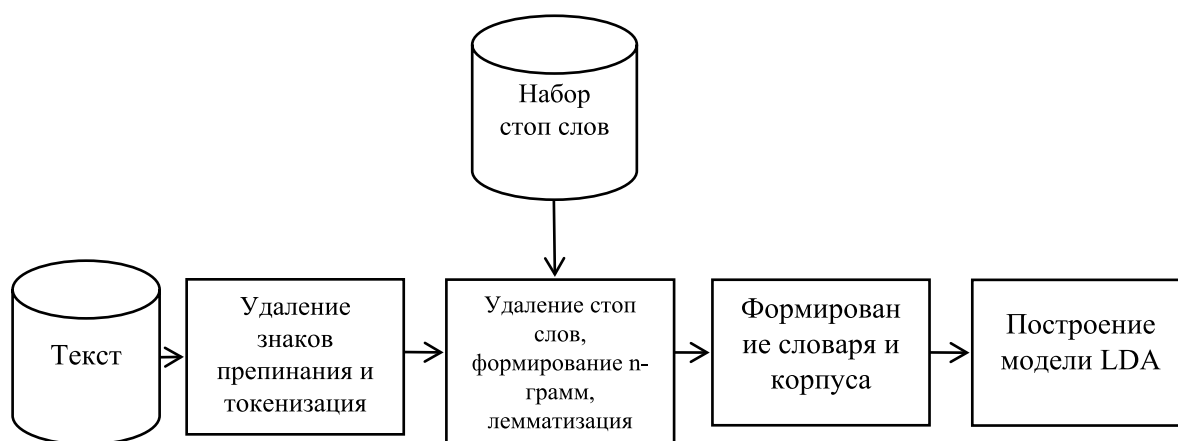 Набор
стоп слов
Текст
Удаление
знаков
препинания и
токенизация
Удаление стоп
слов,
формирование n-
грамм,
лемматизация
Формирован
ие словаря и
корпуса
Построение
модели LDA